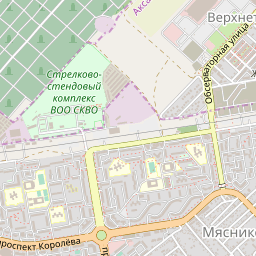 Верхнет
Обсерваторная улица
Стрелково-
стендовый
комплекс
ВОО СКВО
Мясник
проспект Королёва